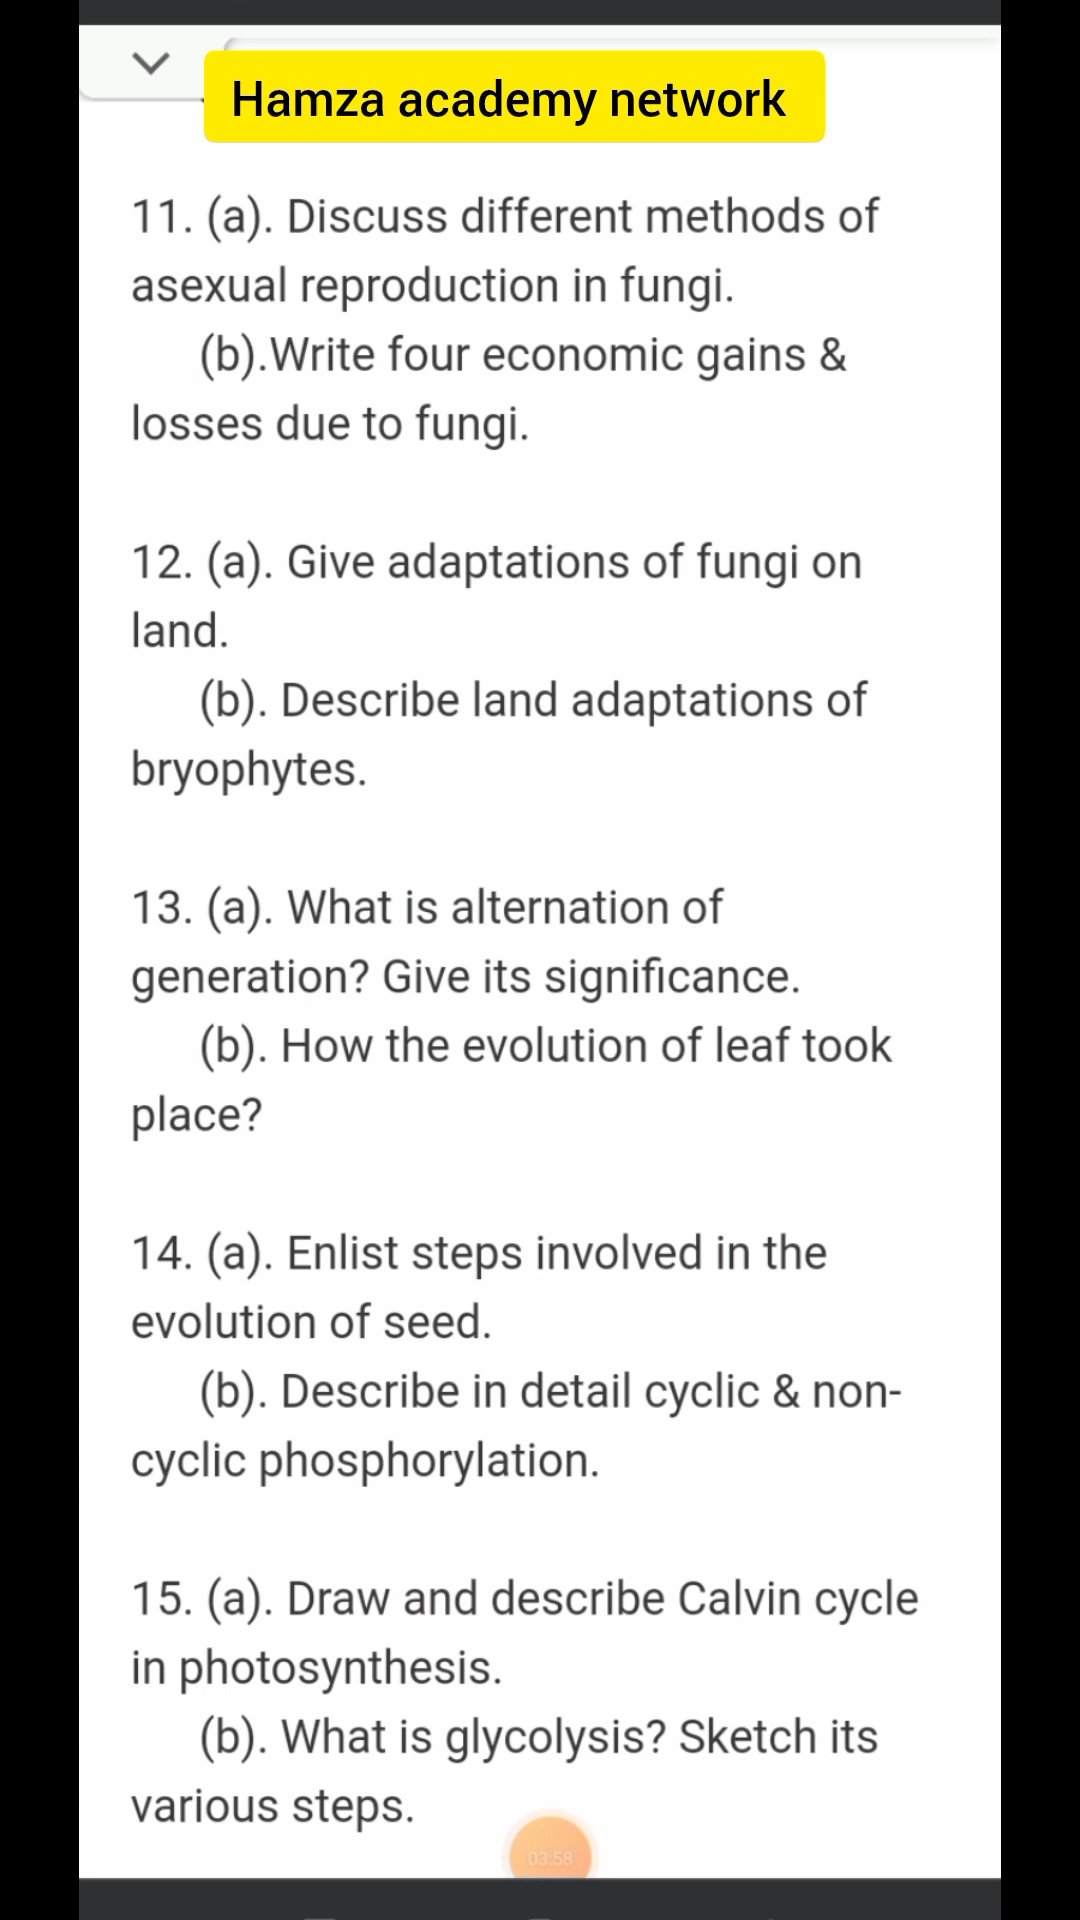 Hamza academy network
11. (a). Discuss different methods of
asexual reproduction in fungi.
(b).Write four economic gains &
losses due to fungi.
12. (a). Give adaptations of fungi on
land.
(b). Describe land adaptations of
bryophytes.
13. (a). What is alternation of
generation? Give its significance.
(b). How the evolution of leaf took
place?
14. (a). Enlist steps involved in the
evolution of seed.
(b). Describe in detail cyclic & non-
cyclic phosphorylation.
15. (a). Draw and describe Calvin cycle
in photosynthesis.
(b). What is glycolysis? Sketch its
various steps.
03:58